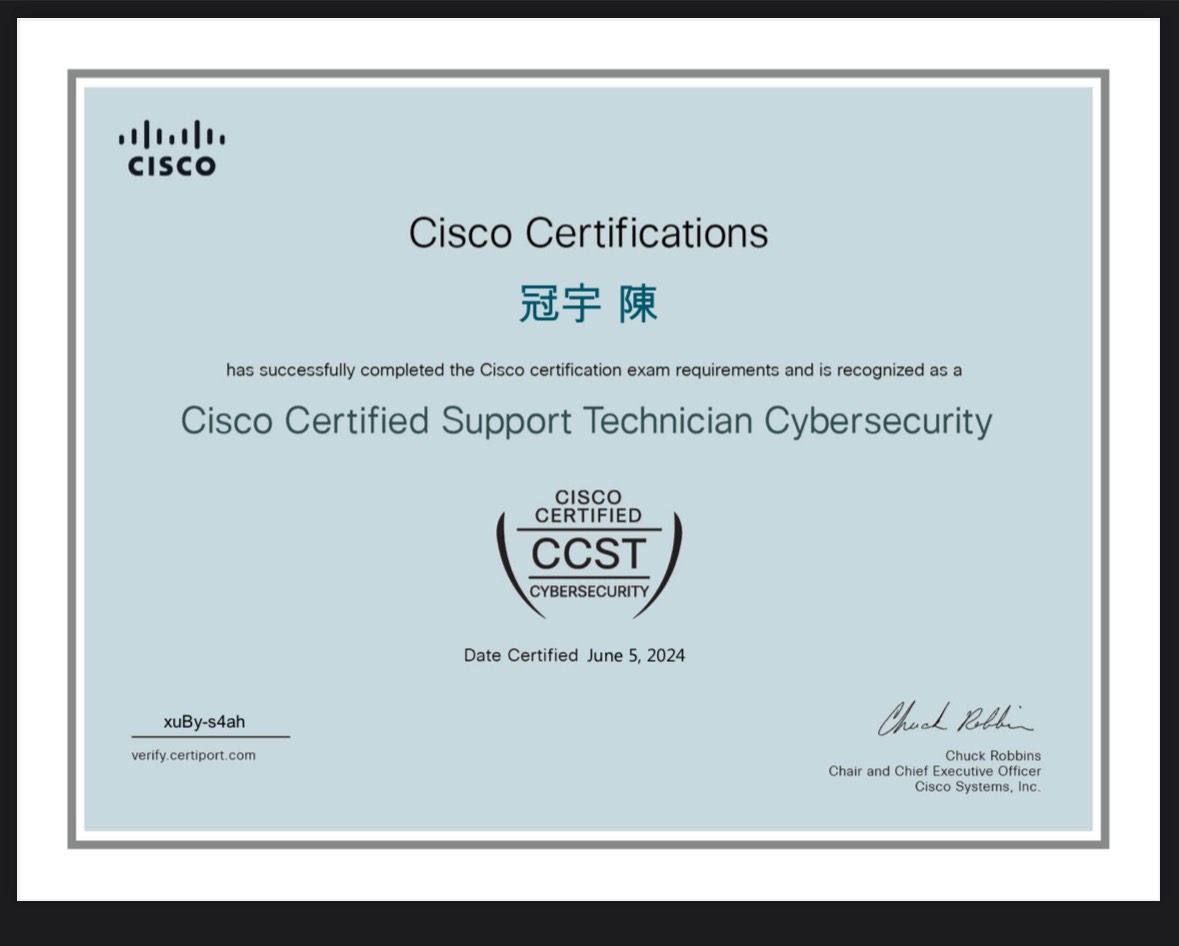 CISCO
Cisco Certifications
冠宇 陳
has successfully completed the Cisco certification exam requirements and is recognized as a
Cisco Certified Support Technician Cybersecurity
CISCO
CERTIFIED
CCST
CYBERSECURITY
Date Certified June 5, 2024
xuBy-s4ah
verify.certiport.com
Chuck Robbins
Chuck Robbins
Chair and Chief Executive Officer
Cisco Systems, Inc.